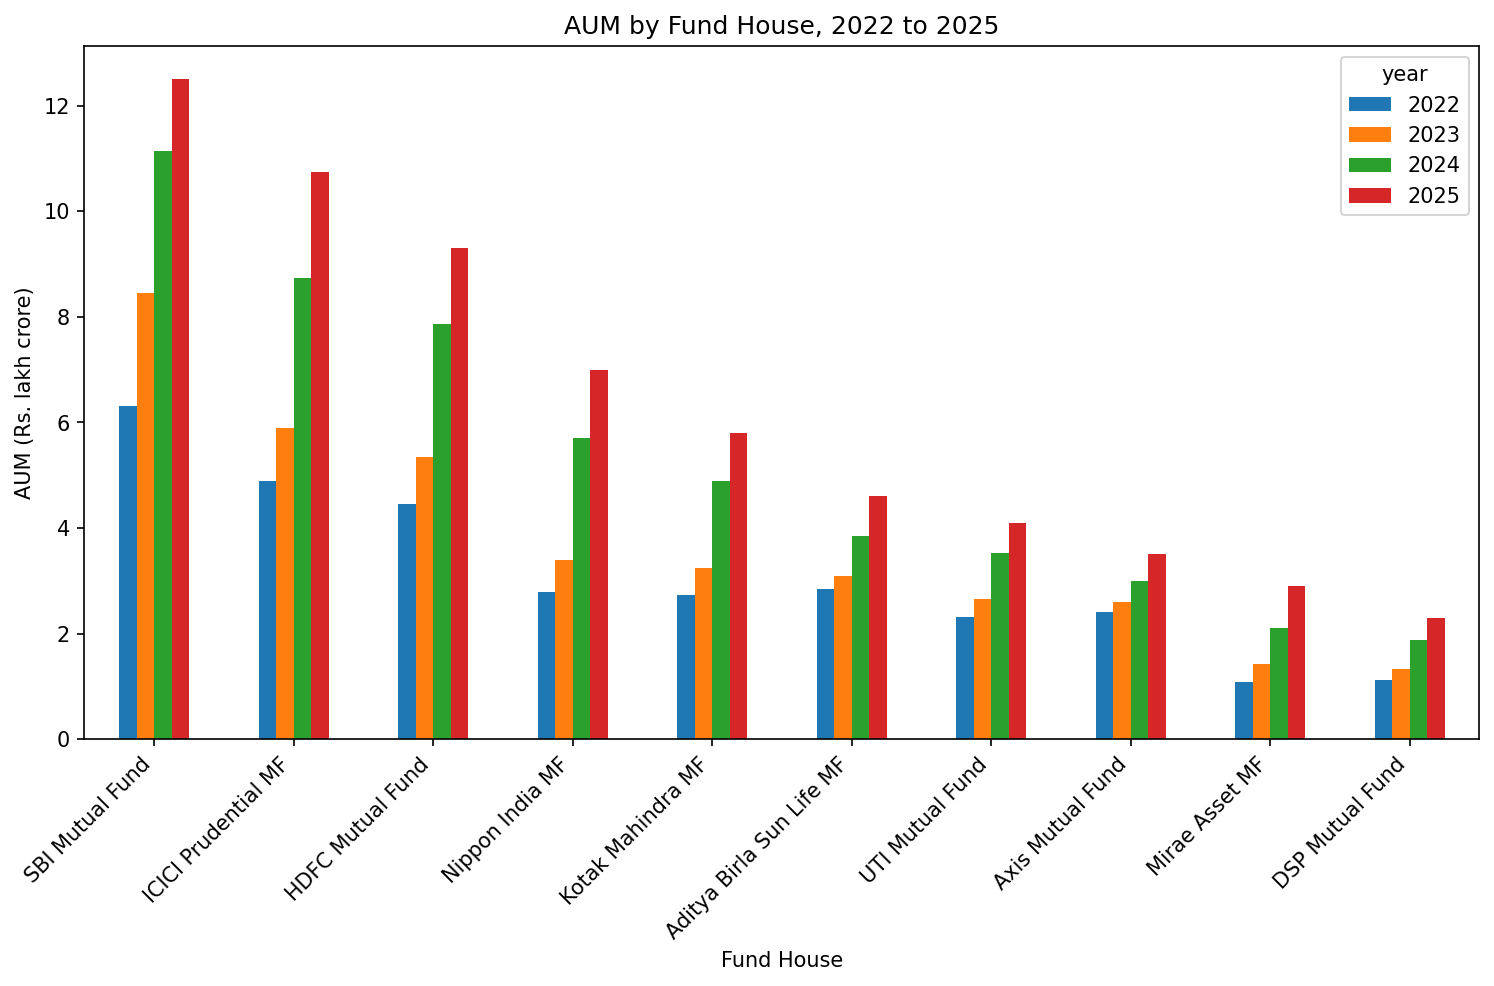 AUM by Fund House, 2022 to 2025
year
2022
2023
2024
2025
AUM (Rs. lakh crore)
12
10
8
6
4
2
0
SBI Mutual Fund
ICICI Prudential MF
HDFC Mutual Fund
Nippon India MF
Kotak Mahindra MF
Aditya Birla Sun Life MF
UTI Mutual Fund
Axis Mutual Fund
Mirae Asset MF
DSP Mutual Fund
Fund House